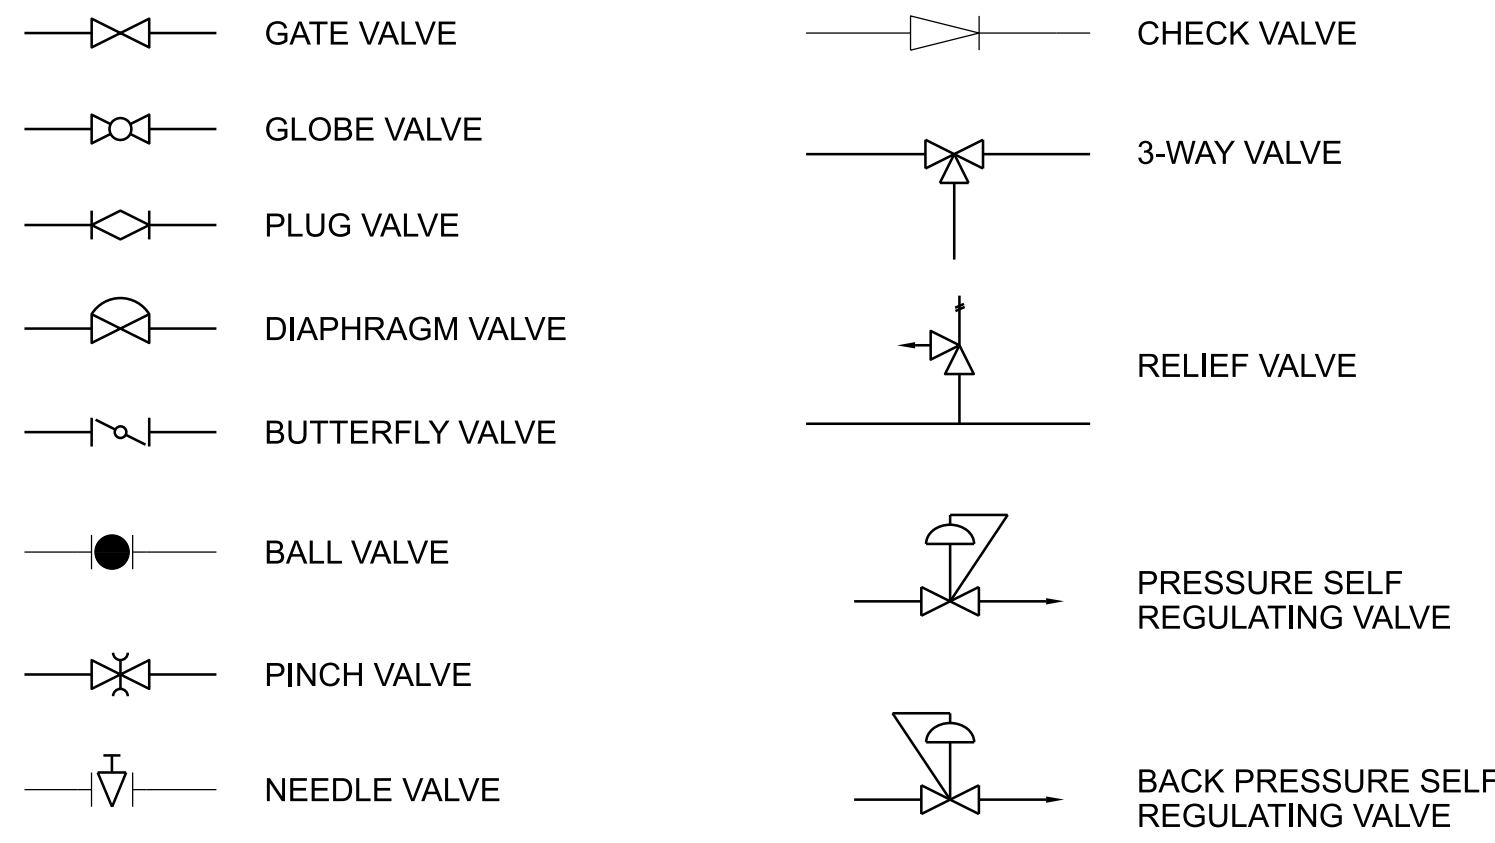 GATE VALVE
GLOBE VALVE
PLUG VALVE
DIAPHRAGM VALVE
BUTTERFLY VALVE
BALL VALVE
PINCH VALVE
NEEDLE VALVE
CHECK VALVE
3-WAY VALVE
RELIEF VALVE
PRESSURE SELF
REGULATING VALVE
BACK PRESSURE SELF
REGULATING VALVE